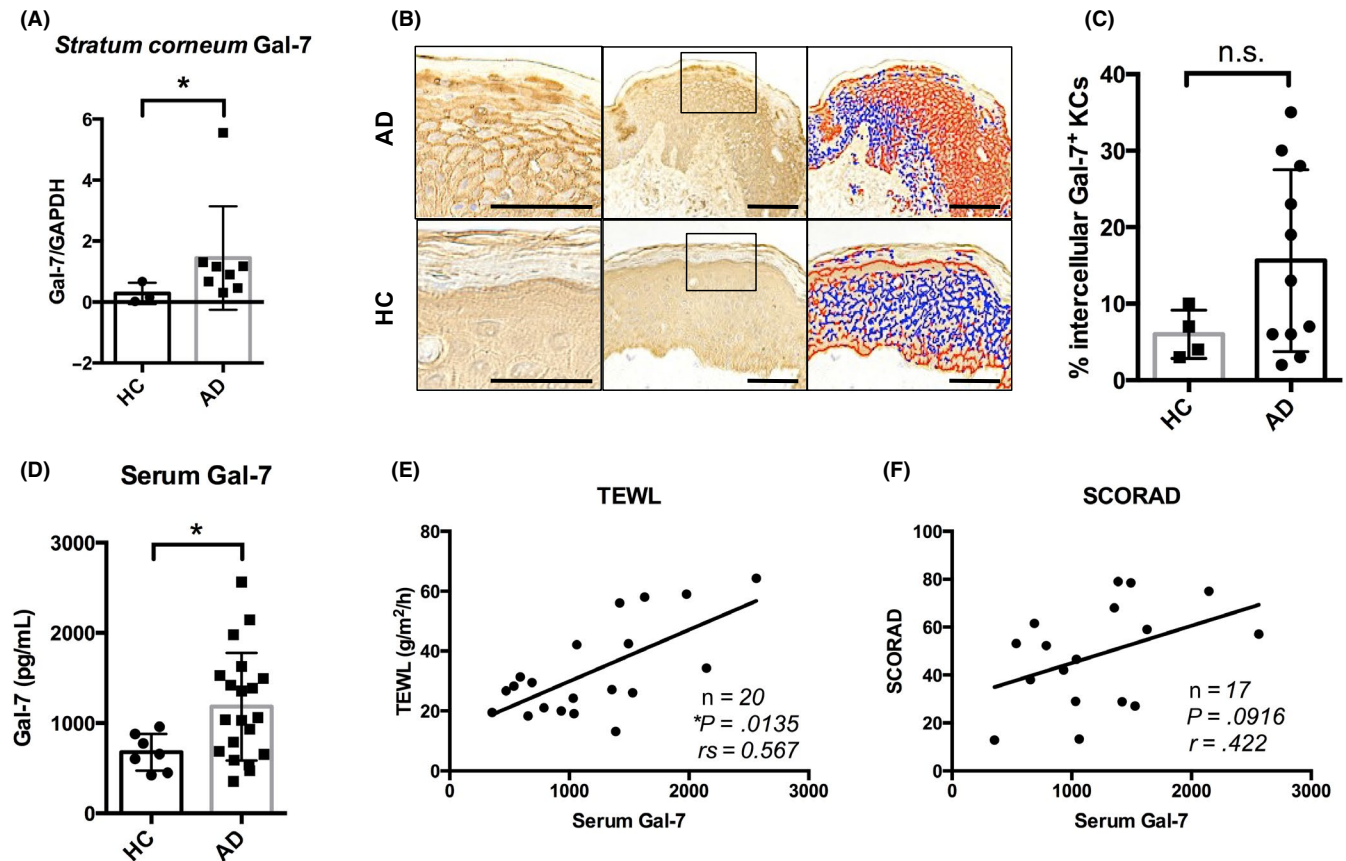 (A)
Stratum corneum Gal-7
*
Gal-7/GAPDH
6
4
2
0
−2
HC
AD
(B)
AD
HC
(C)
n.s.
% intercellular Gal-7+ KCs
40
30
20
10
0
HC
AD
(D)
Serum Gal-7
*
Gal-7 (pg/mL)
3000
2000
1000
0
HC
AD
(E)
TEWL
TEWL (g/m²/h)
80
60
40
20
0
n = 20
*P = .0135
rs = 0.567
0 1000 2000 3000
Serum Gal-7
(F)
SCORAD
SCORAD
100
80
60
40
20
0
n = 17
P = .0916
r = .422
0 1000 2000 3000
Serum Gal-7